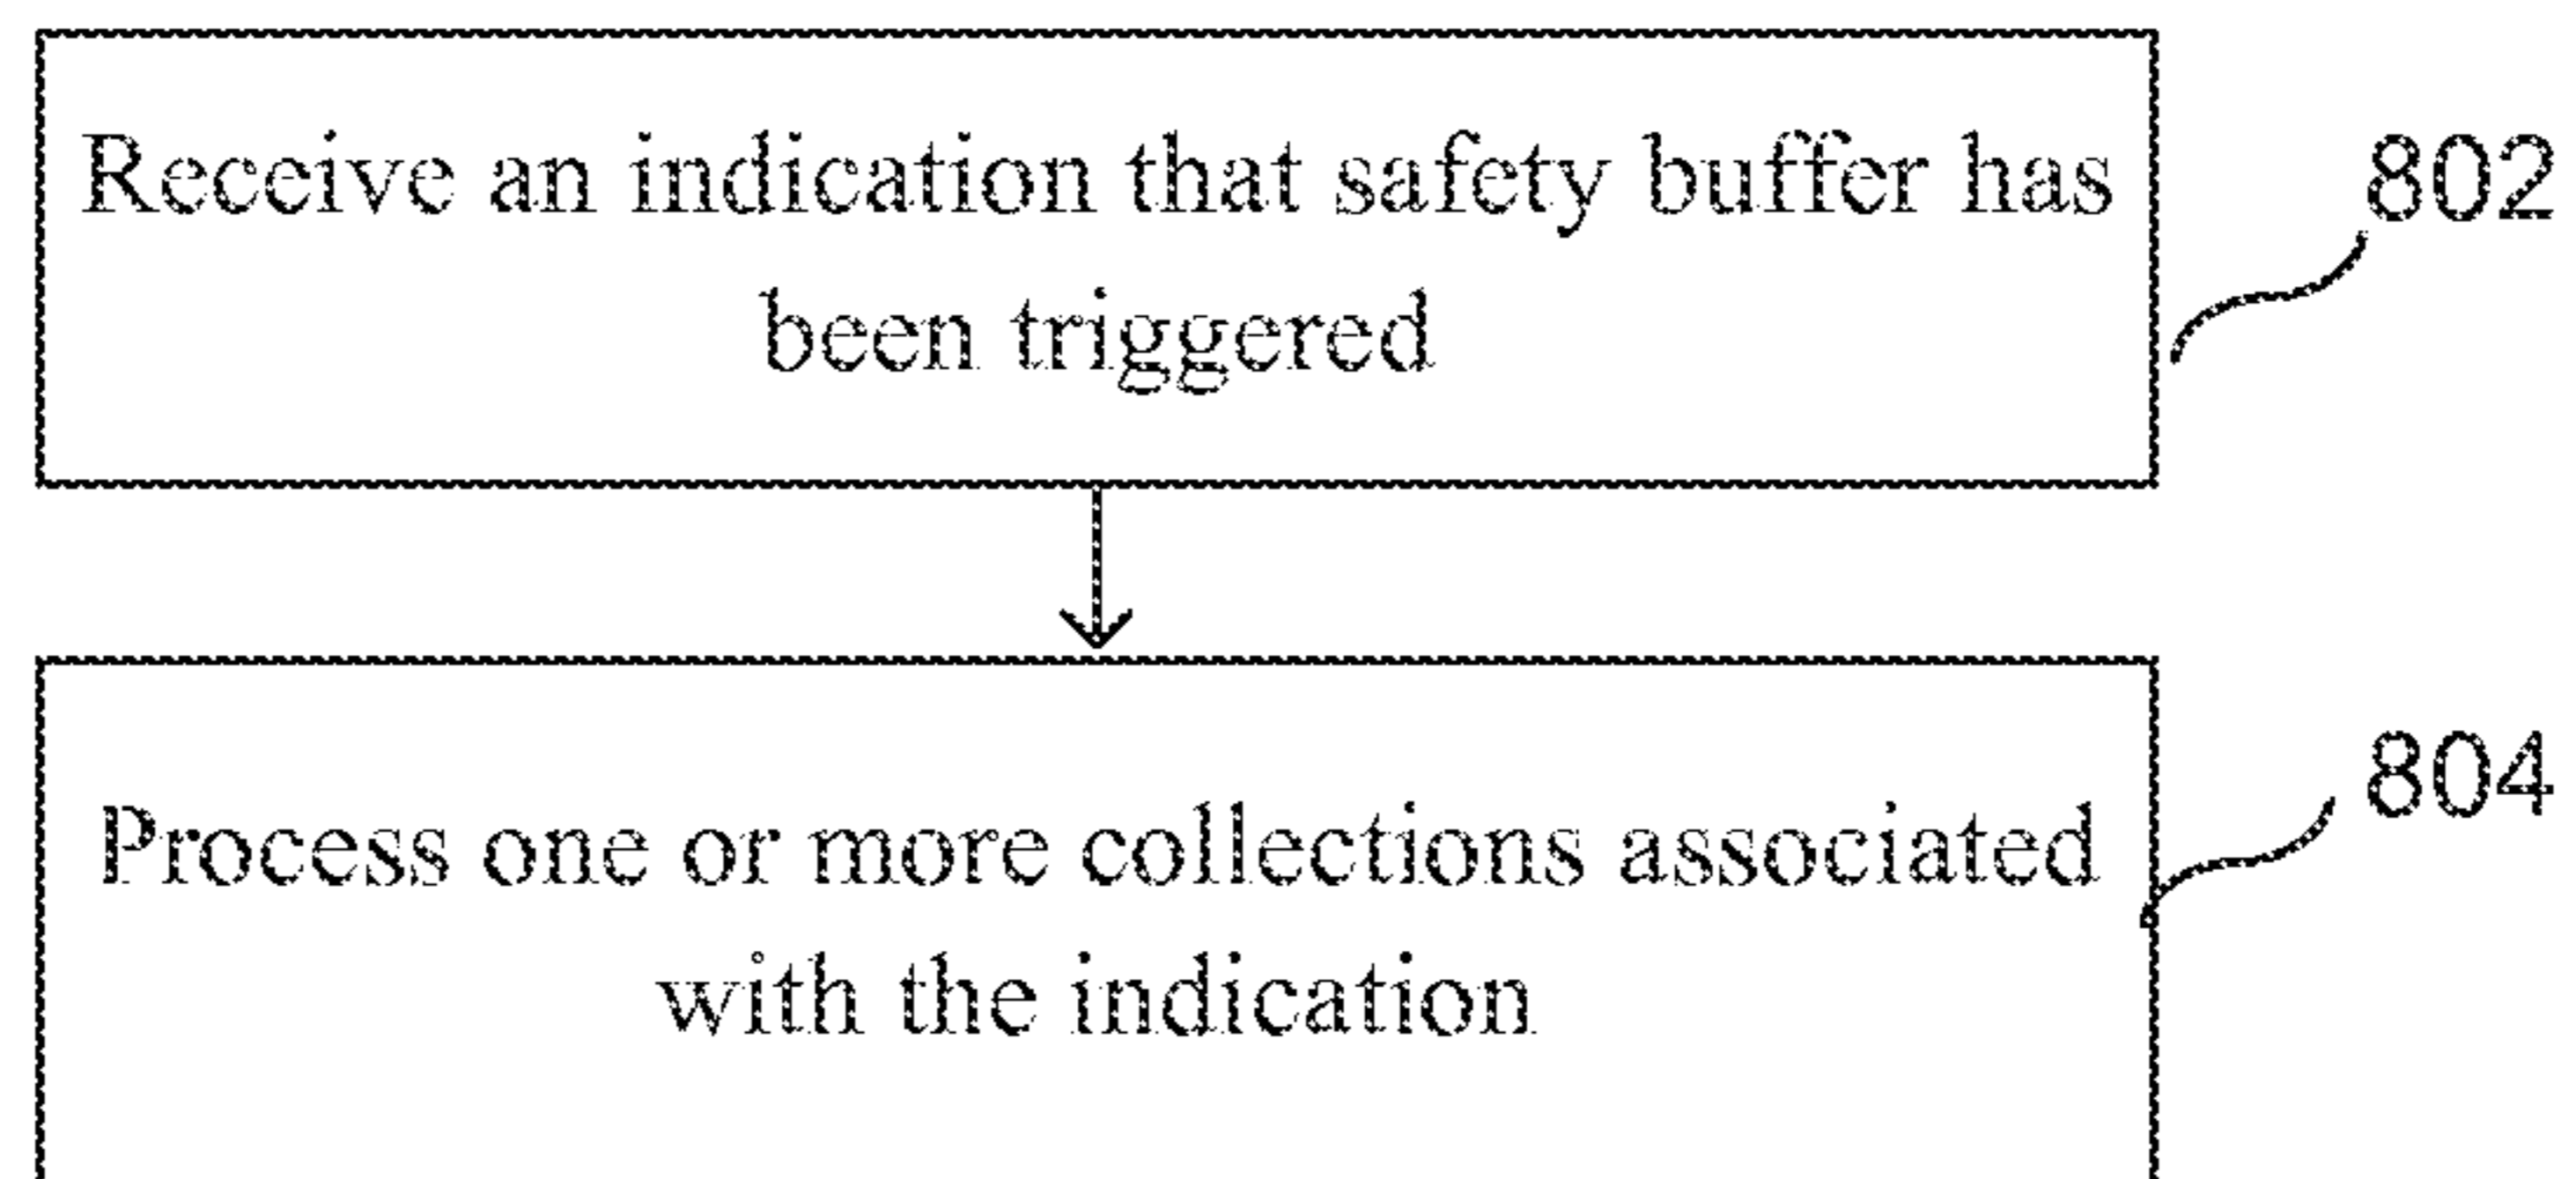 Receive an indication that safety buffer has
been triggered
802
Process one or more collections associated
with the indication
804